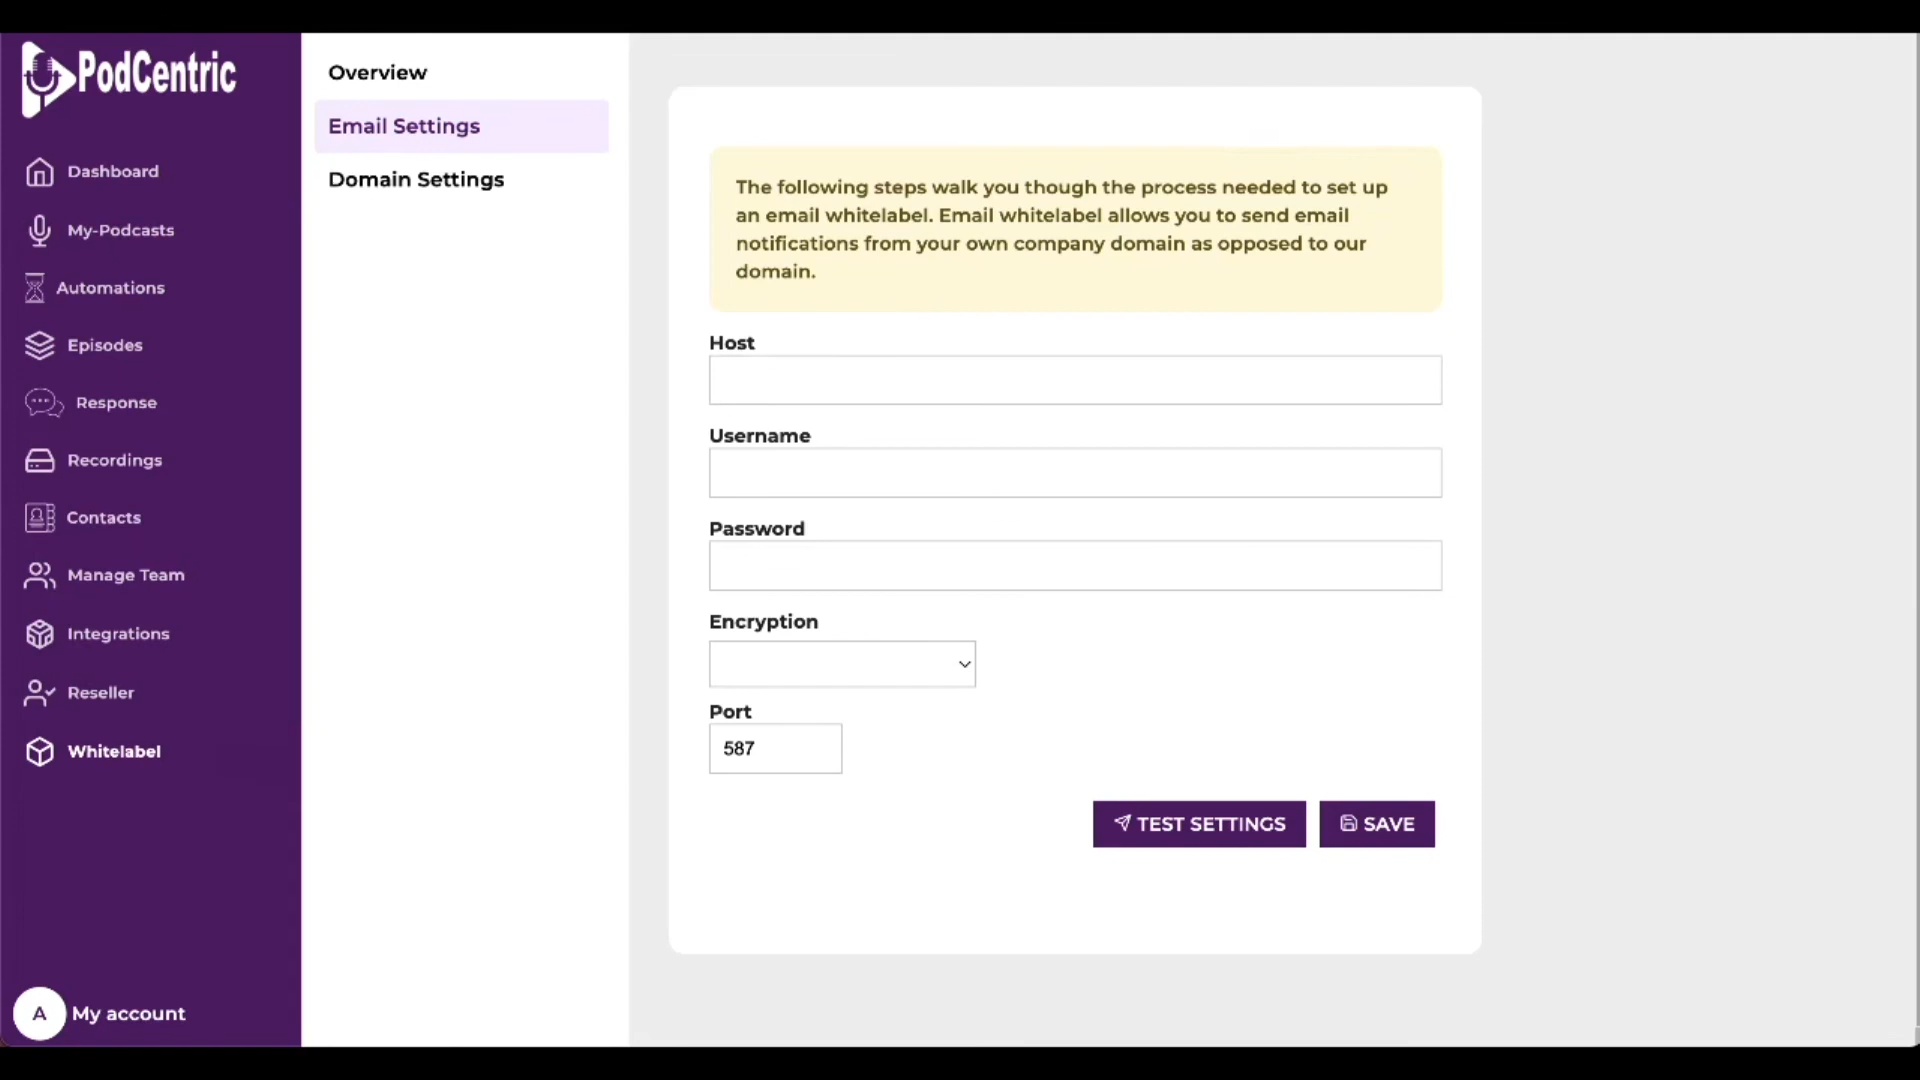 PodCentric
Dashboard
My-Podcasts
Automations
Episodes
Response
Recordings
Contacts
Manage Team
Integrations
Reseller
Whitelabel
A My account
Overview
Email Settings
Domain Settings
The following steps walk you though the process needed to set up
an email whitelabel. Email whitelabel allows you to send email
notifications from your own company domain as opposed to our
domain.
Host
Username
Password
Encryption
Port
587
TEST SETTINGS
SAVE